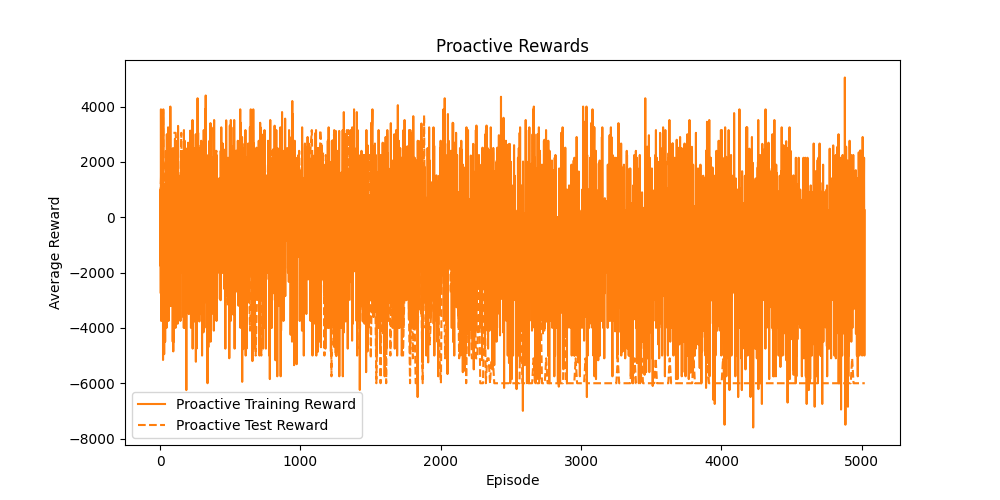 Proactive Rewards
Average Reward
4000
2000
0
−2000
−4000
−6000
−8000
Proactive Training Reward
Proactive Test Reward
0 1000 2000 3000 4000 5000
Episode